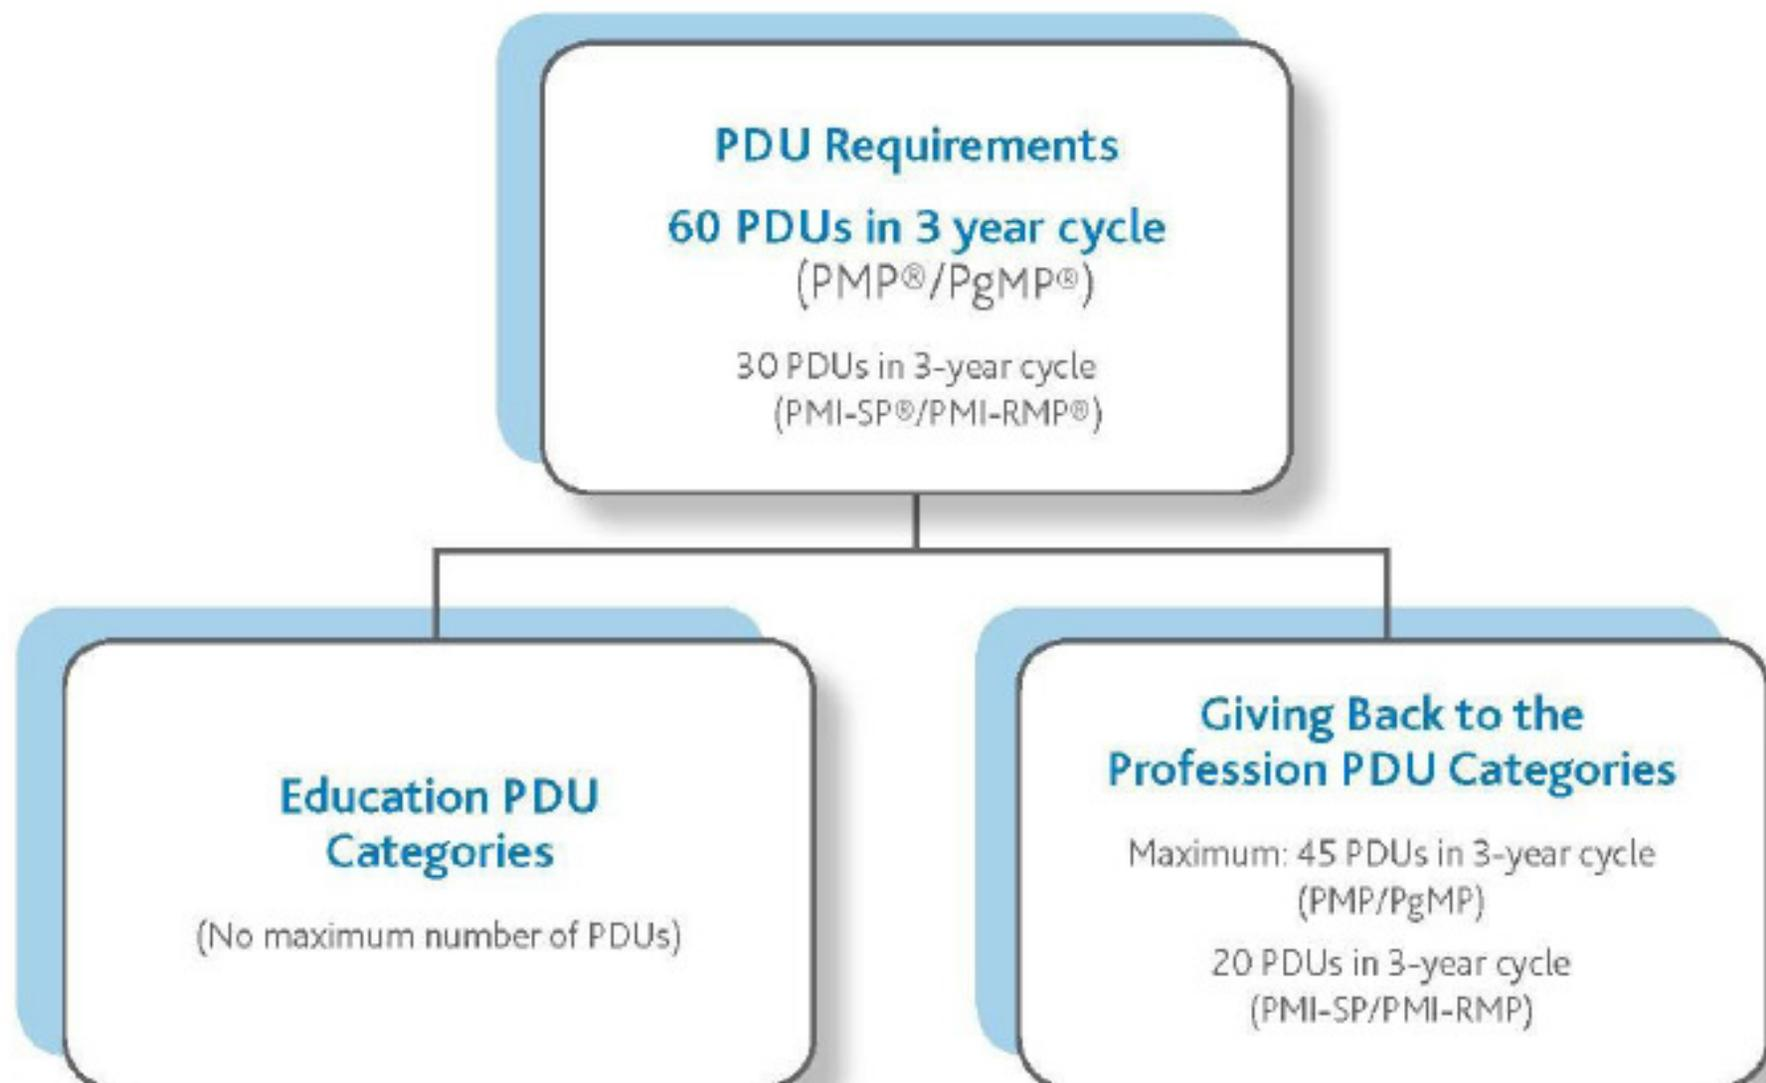 PDU Requirements
60 PDUs in 3 year cycle
(PMP®/PgMP®)
30 PDUs in 3-year cycle
(PMI-SP®/PMI-RMP®)
Education PDU
Categories
(No maximum number of PDUs)
Giving Back to the
Profession PDU Categories
Maximum: 45 PDUs in 3-year cycle
(PMP/PgMP)
20 PDUs in 3-year cycle
(PMI-SP/PMI-RMP)